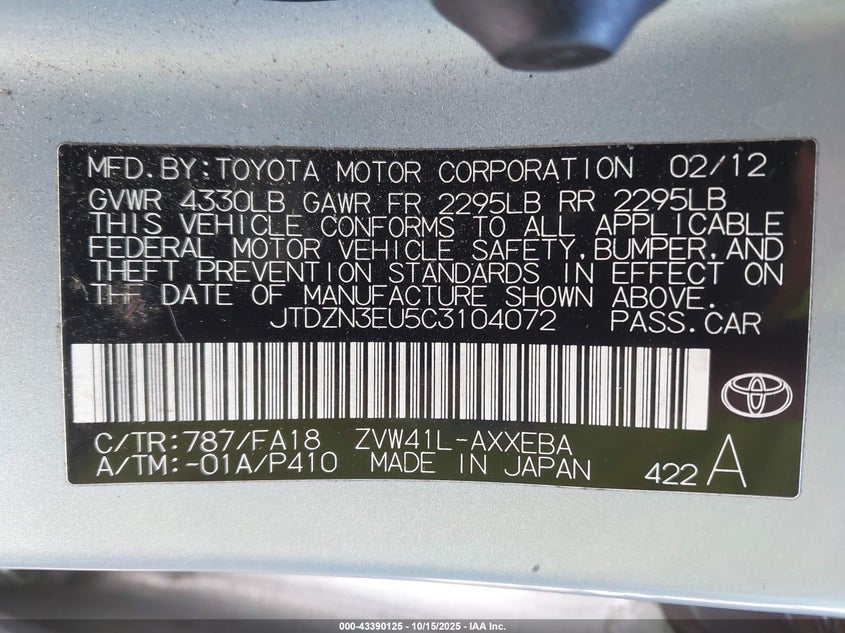 MFD.BY:TOYOTA MOTOR CORPORATION 02/12
GVWR 4330LB GAWR FR 2295LB RR 2295LB
THIS VEHICLE CONFORMS TO ALL APPLICABLE
FEDERAL MOTOR VEHICLE SAFETY, BUMPER, AND
THEFT PREVENTION STANDARDS IN EFFECT ON
THE DATE OF MANUFACTURE SHOWN ABOVE.
JTDZN3EU5C3104072 PASS.CAR
C/TR:787/FA18 ZVW41L-AXXEBA
A/TM:-01A/P410 MADE IN JAPAN 422 A
000-43390125 - 10/15/2025 - IAA Inc.